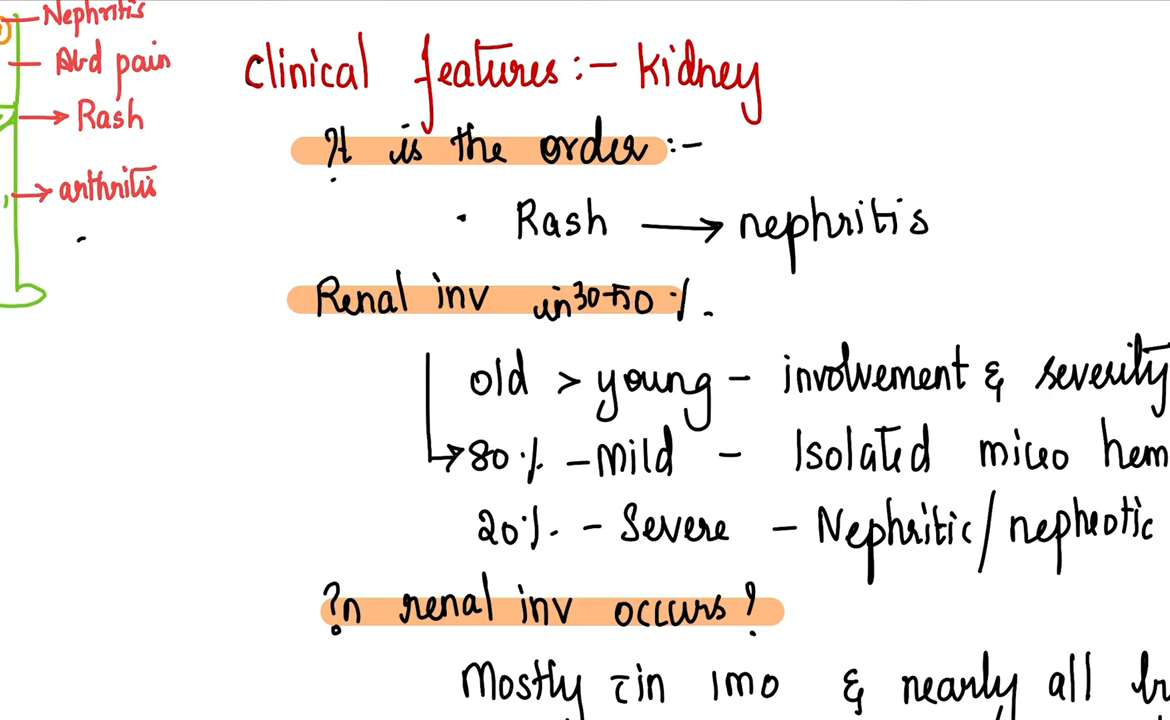 Nephritis
Abd pain
Rash
arthritis
Clinical features :- Kidney
?t is the order :-
Rash → nephritis
Renal inv in 30-50 %.
old > young - involvement & severity
→ 80 % - Mild - Isolated micro hem
20 %. - Severe - Nephritic / nephrotic
?n renal inv occurs ?
Mostly in 1mo & nearly all